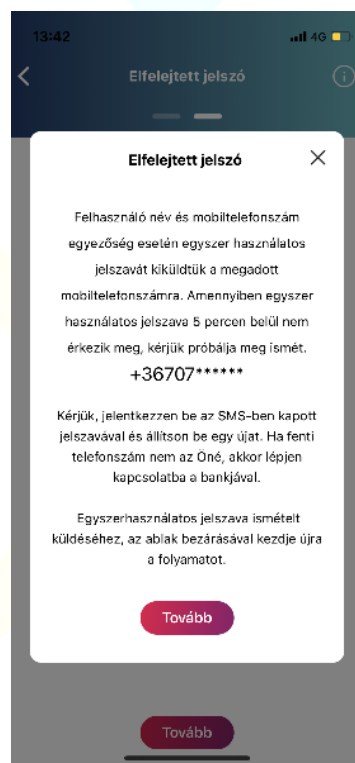 13:42
4G
Elfelejtett jelszó
Elfelejtett jelszó
Felhasználó név és mobiltelefonszám
egyezőség esetén egyszer használatos
jelszavát kiküldtük a megadott
mobiltelefonszámra. Amennyiben egyszer
használatos jelszava 5 percen belül nem
érkezik meg, kérjük próbálja meg ismét.
+36707******
Kérjük, jelentkezzen be az SMS-ben kapott
jelszavával és állítson be egy újat. Ha fenti
telefonszám nem az Öné, akkor lépjen
kapcsolatba a bankjával.
Egyszerhasználatos jelszava ismételt
küldéséhez, az ablak bezárásával kezdje újra
a folyamatot.
Tovább
Tovább